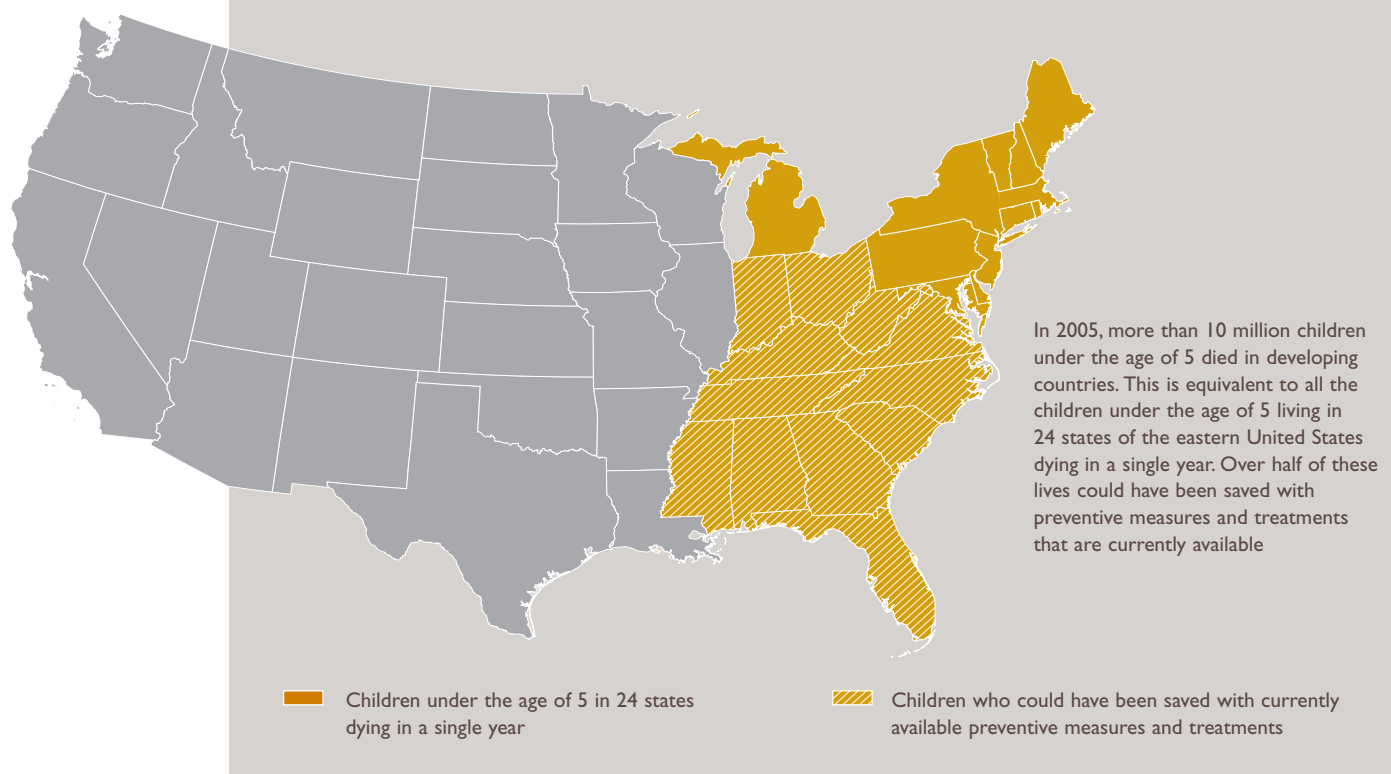 In 2005, more than 10 million children
under the age of 5 died in developing
countries. This is equivalent to all the
children under the age of 5 living in
24 states of the eastern United States
dying in a single year. Over half of these
lives could have been saved with
preventive measures and treatments
that are currently available
Children under the age of 5 in 24 states
dying in a single year
Children who could have been saved with currently
available preventive measures and treatments